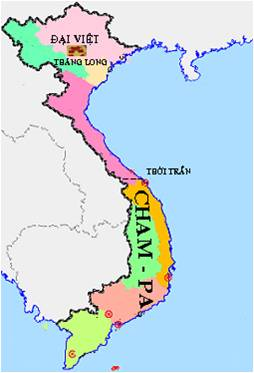 ĐẠI VIỆT
THĂNG LONG
THỜI TRẦN
CHAM - PA